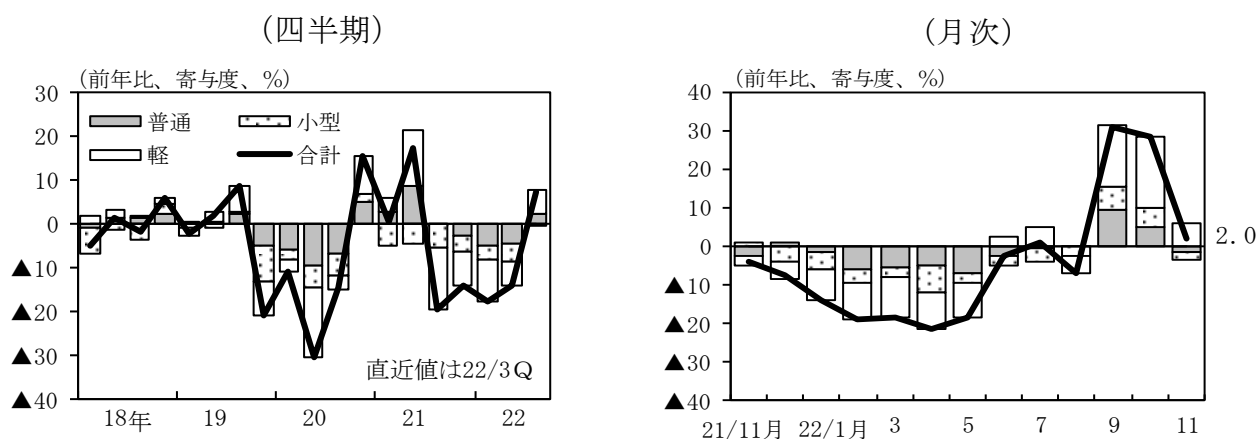 (四半期)
(前年比、寄与度、%)
30
20
10
0
▲10
▲20
▲30
▲40
普通
小型
軽
合計
直近値は22/3Q
18年 19 20 21 22
(月次)
(前年比、寄与度、%)
40
30
20
10
0
▲10
▲20
▲30
▲40
2.0
21/11月 22/1月 3 5 7 9 11